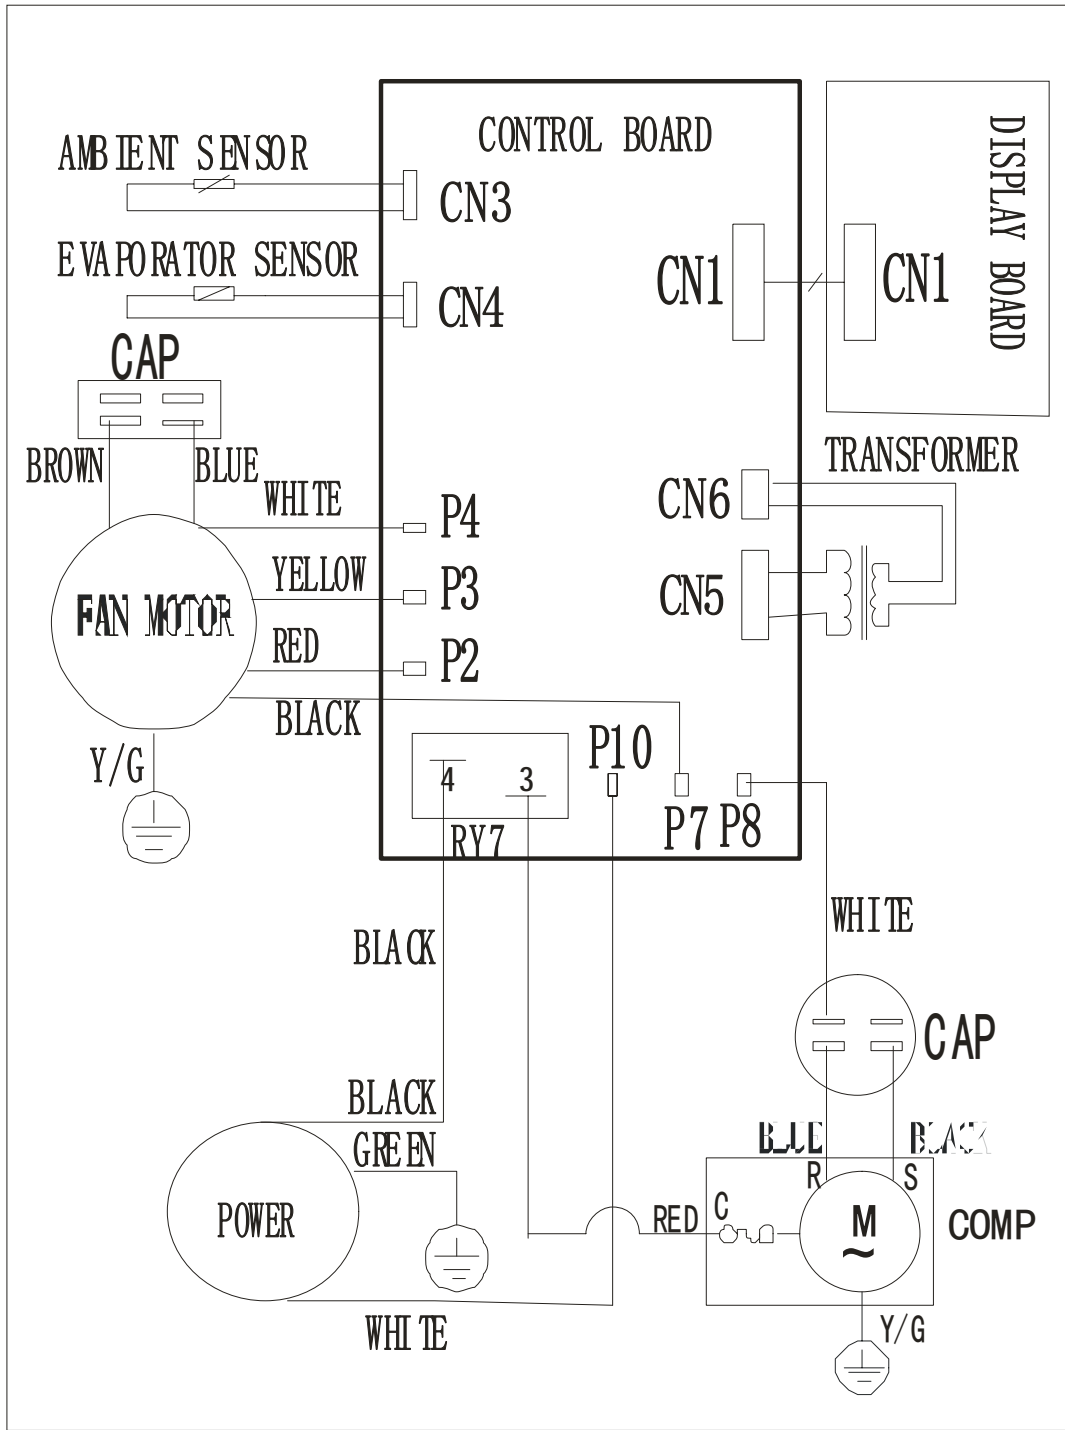 CONTROL BOARD
DISPLAY BOARD
AMBIENT SENSOR
CN3
EVAPORATOR SENSOR
CN4
CN1
CN1
CAP
BROWN
BLUE
WHITE
P4
YELLOW
P3
FAN MOTOR
RED
P2
BLACK
Y/G
TRANSFORMER
CN6
CN5
4
3
RY7
P10
P7
P8
BLACK
WHITE
CAP
BLACK
GREEN
POWER
WHITE
BLUE
BLACK
R
S
RED
C
M
~
COMP
Y/G